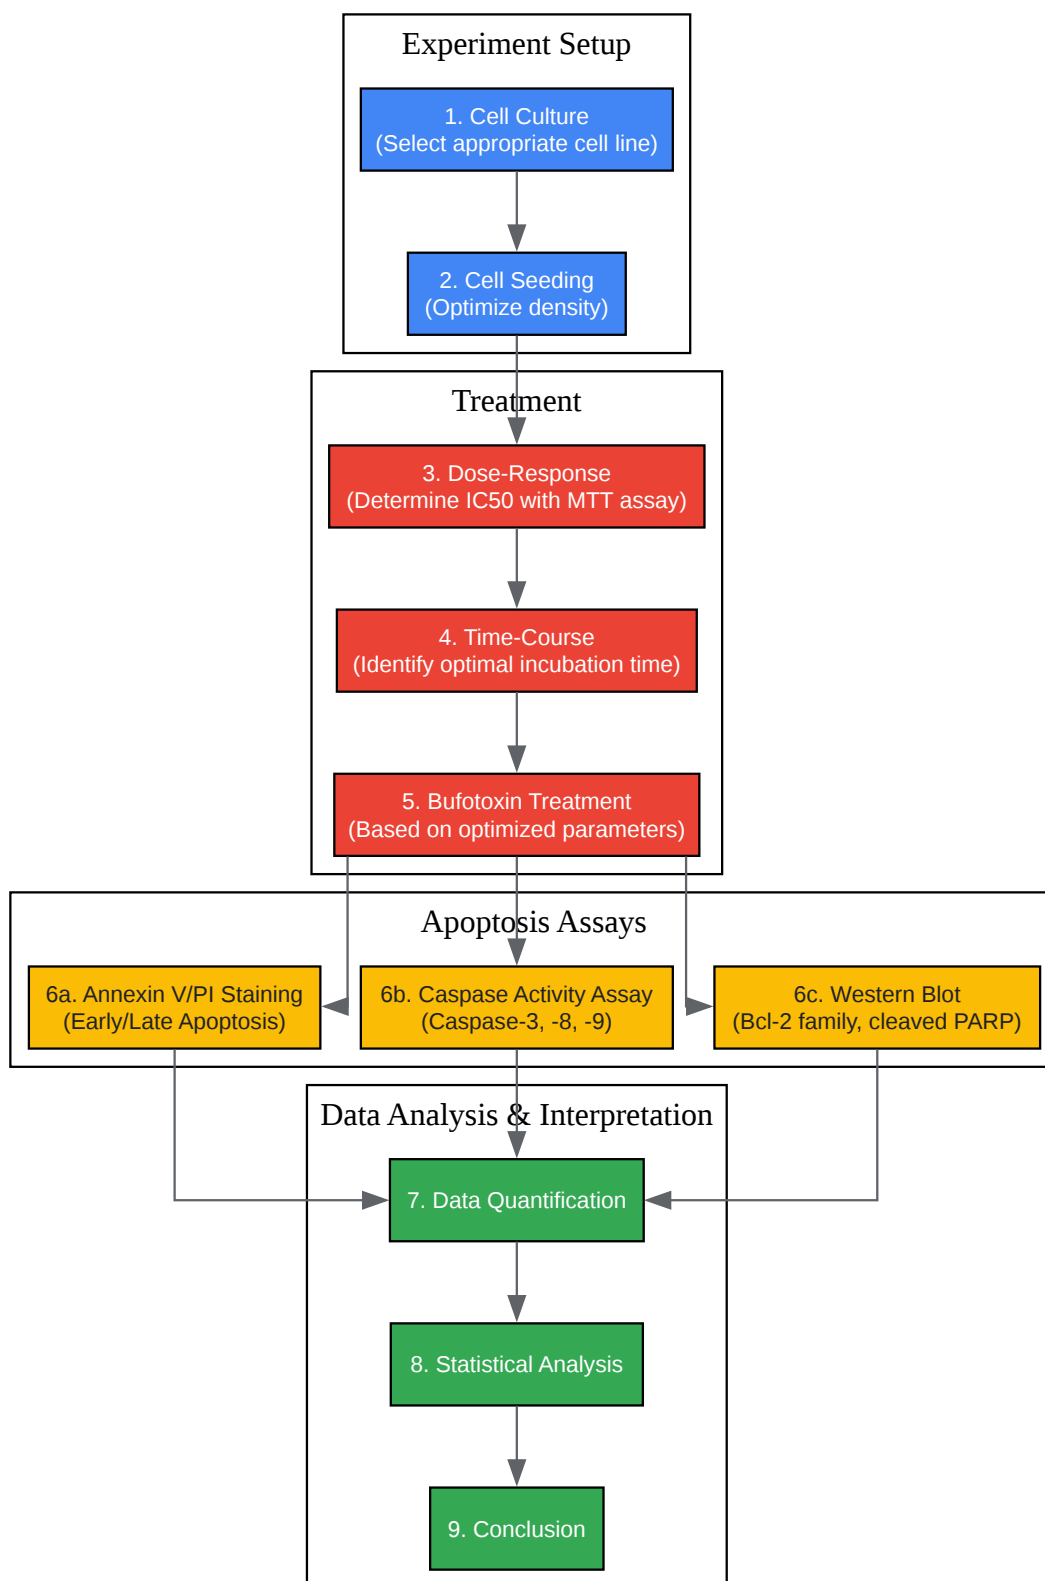 Experiment Setup
1. Cell Culture
(Select appropriate cell line)
2. Cell Seeding
(Optimize density)
Treatment
3. Dose-Response
(Determine IC50 with MTT assay)
4. Time-Course
(Identify optimal incubation time)
5. Bufotoxin Treatment
(Based on optimized parameters)
Apoptosis Assays
6a. Annexin V/PI Staining
(Early/Late Apoptosis)
6b. Caspase Activity Assay
(Caspase-3, -8, -9)
6c. Western Blot
(Bcl-2 family, cleaved PARP)
Data Analysis & Interpretation
7. Data Quantification
8. Statistical Analysis
9. Conclusion